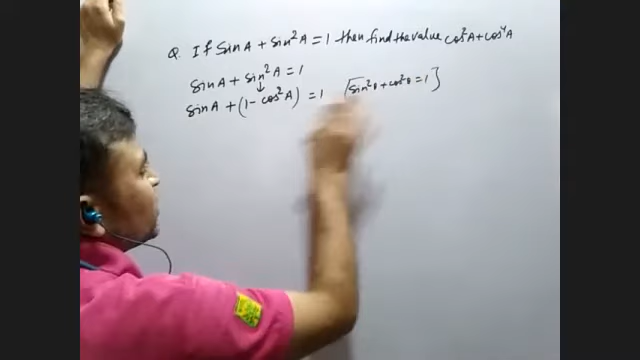 Q. If sinA + sin²A = 1 then find the value cos²A + cos⁴A
sinA + sin²A = 1
sinA + (1 - cos²A) = 1 [sin²θ + cos²θ = 1]